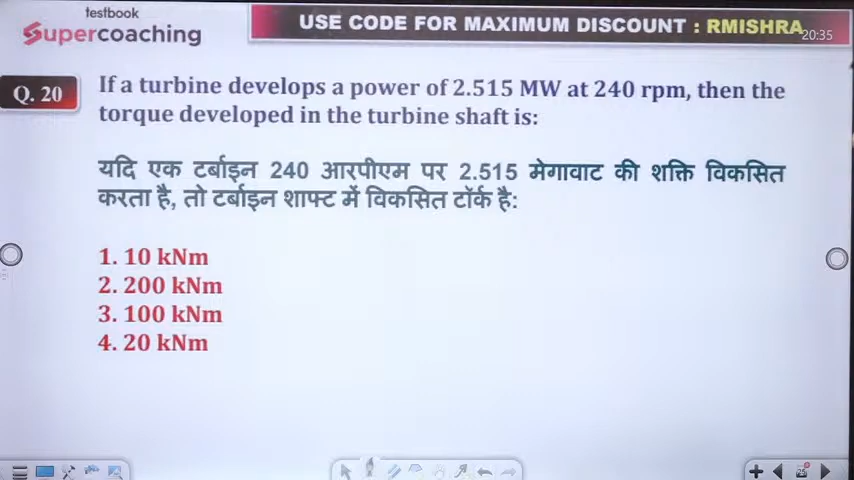 testbook
Supercoaching
USE CODE FOR MAXIMUM DISCOUNT : RMISHRA
20:35
Q. 20
If a turbine develops a power of 2.515 MW at 240 rpm, then the
torque developed in the turbine shaft is:
यदि एक टर्बाइन 240 आरपीएम पर 2.515 मेगावाट की शक्ति विकसित
करता है, तो टर्बाइन शाफ्ट में विकसित टॉर्क है:
1. 10 kNm
2. 200 kNm
3. 100 kNm
4. 20 kNm